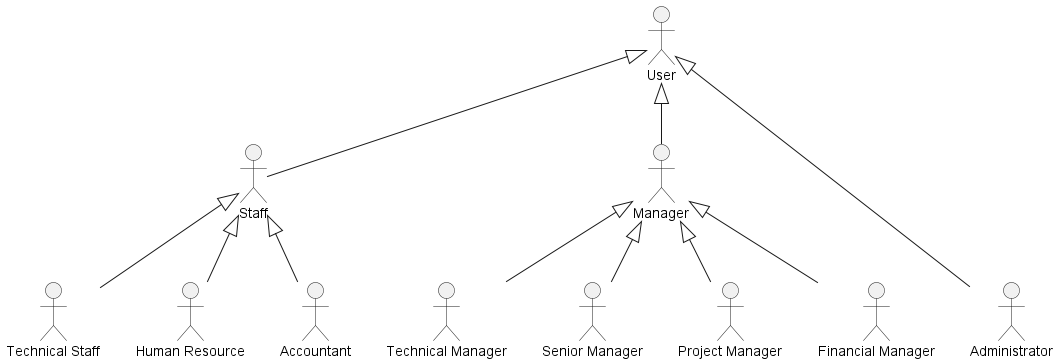 User
Staff
Manager
Technical Staff
Human Resource
Accountant
Technical Manager
Senior Manager
Project Manager
Financial Manager
Administrator